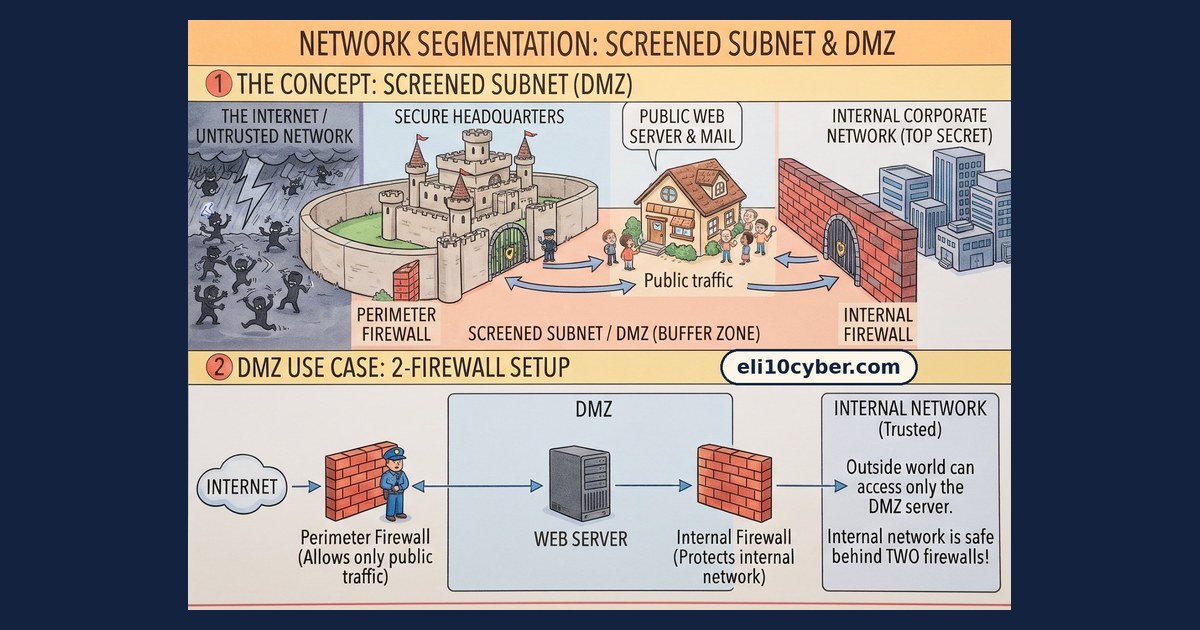 NETWORK SEGMENTATION: SCREENED SUBNET & DMZ
1 THE CONCEPT: SCREENED SUBNET (DMZ)
THE INTERNET /
UNTRUSTED NETWORK
SECURE HEADQUARTERS
PUBLIC WEB
SERVER & MAIL
INTERNAL CORPORATE
NETWORK (TOP SECRET)
Public traffic
PERIMETER
FIREWALL
SCREENED SUBNET / DMZ (BUFFER ZONE)
INTERNAL
FIREWALL
2 DMZ USE CASE: 2-FIREWALL SETUP
eli10cyber.com
INTERNET
Perimeter Firewall
(Allows only public
traffic)
DMZ
WEB SERVER
Internal Firewall
(Protects internal
network)
INTERNAL NETWORK
(Trusted)
Outside world can
access only the
DMZ server.
Internal network is safe
behind TWO firewalls!